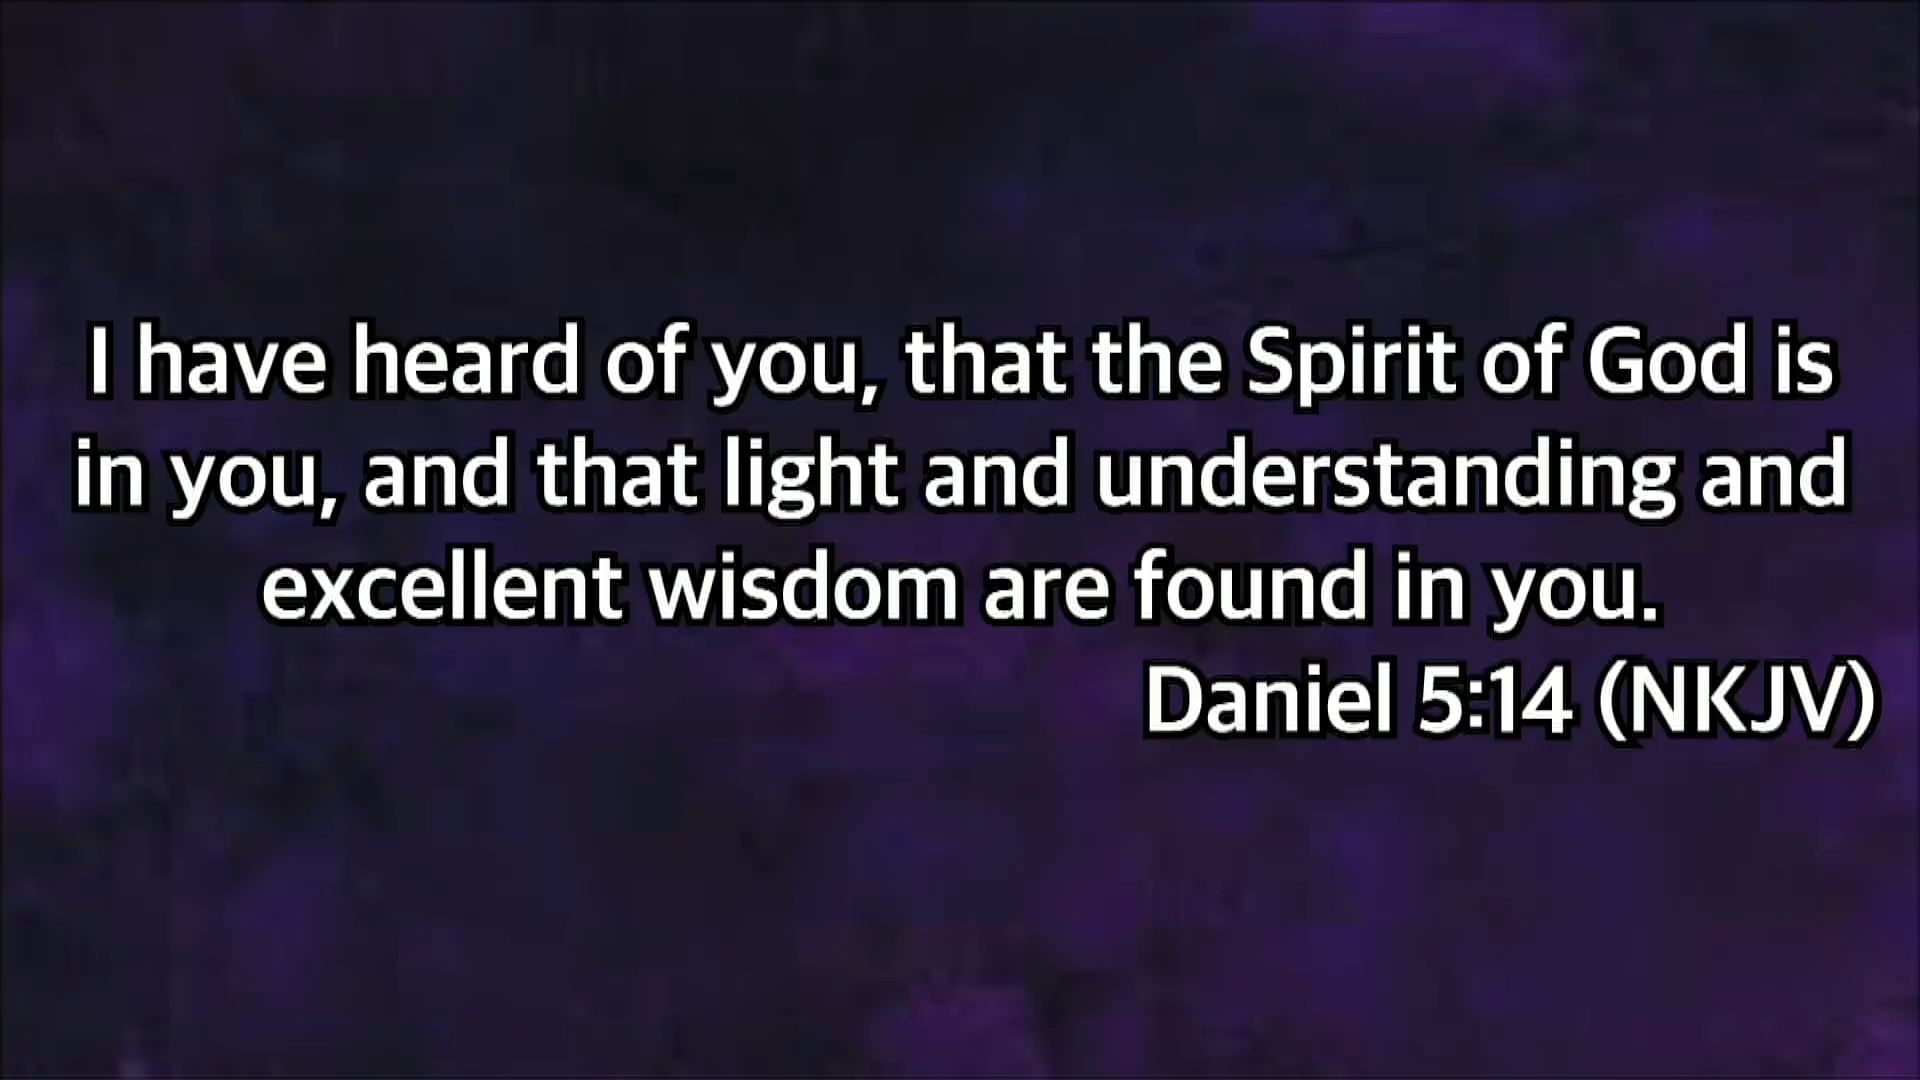 I have heard of you, that the Spirit of God is
in you, and that light and understanding and
excellent wisdom are found in you.
Daniel 5:14 (NKJV)